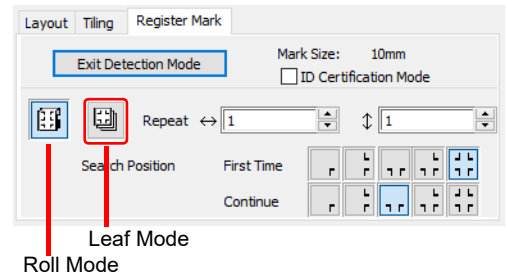 Layout Tiling Register Mark
Exit Detection Mode Mark Size: 10mm
ID Certification Mode
Repeat 1 1
Search Position First Time
Continue
Leaf Mode
Roll Mode